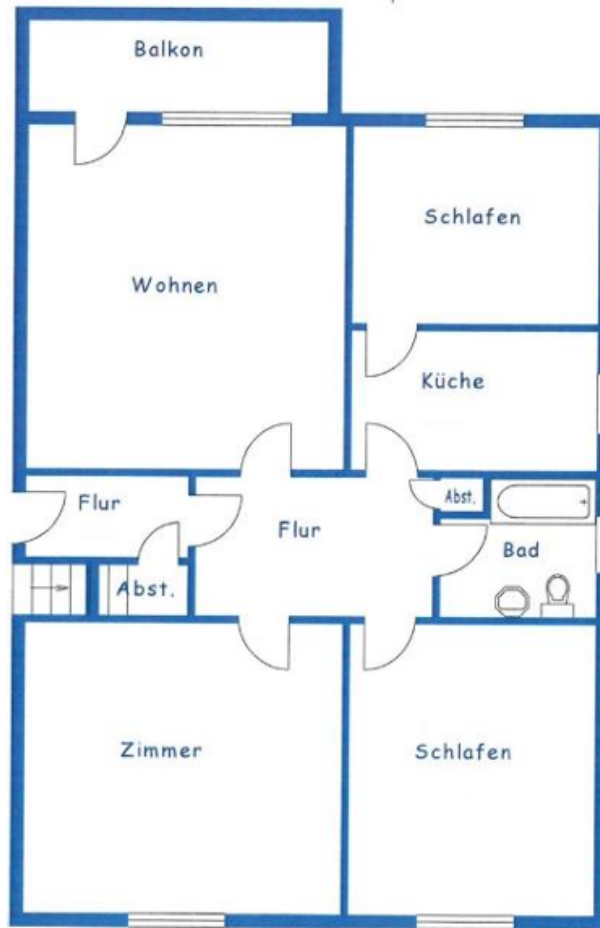 Balkon
Schlafen
Wohnen
Küche
Flur
Flur
Abst.
Bad
Abst.
Zimmer
Schlafen